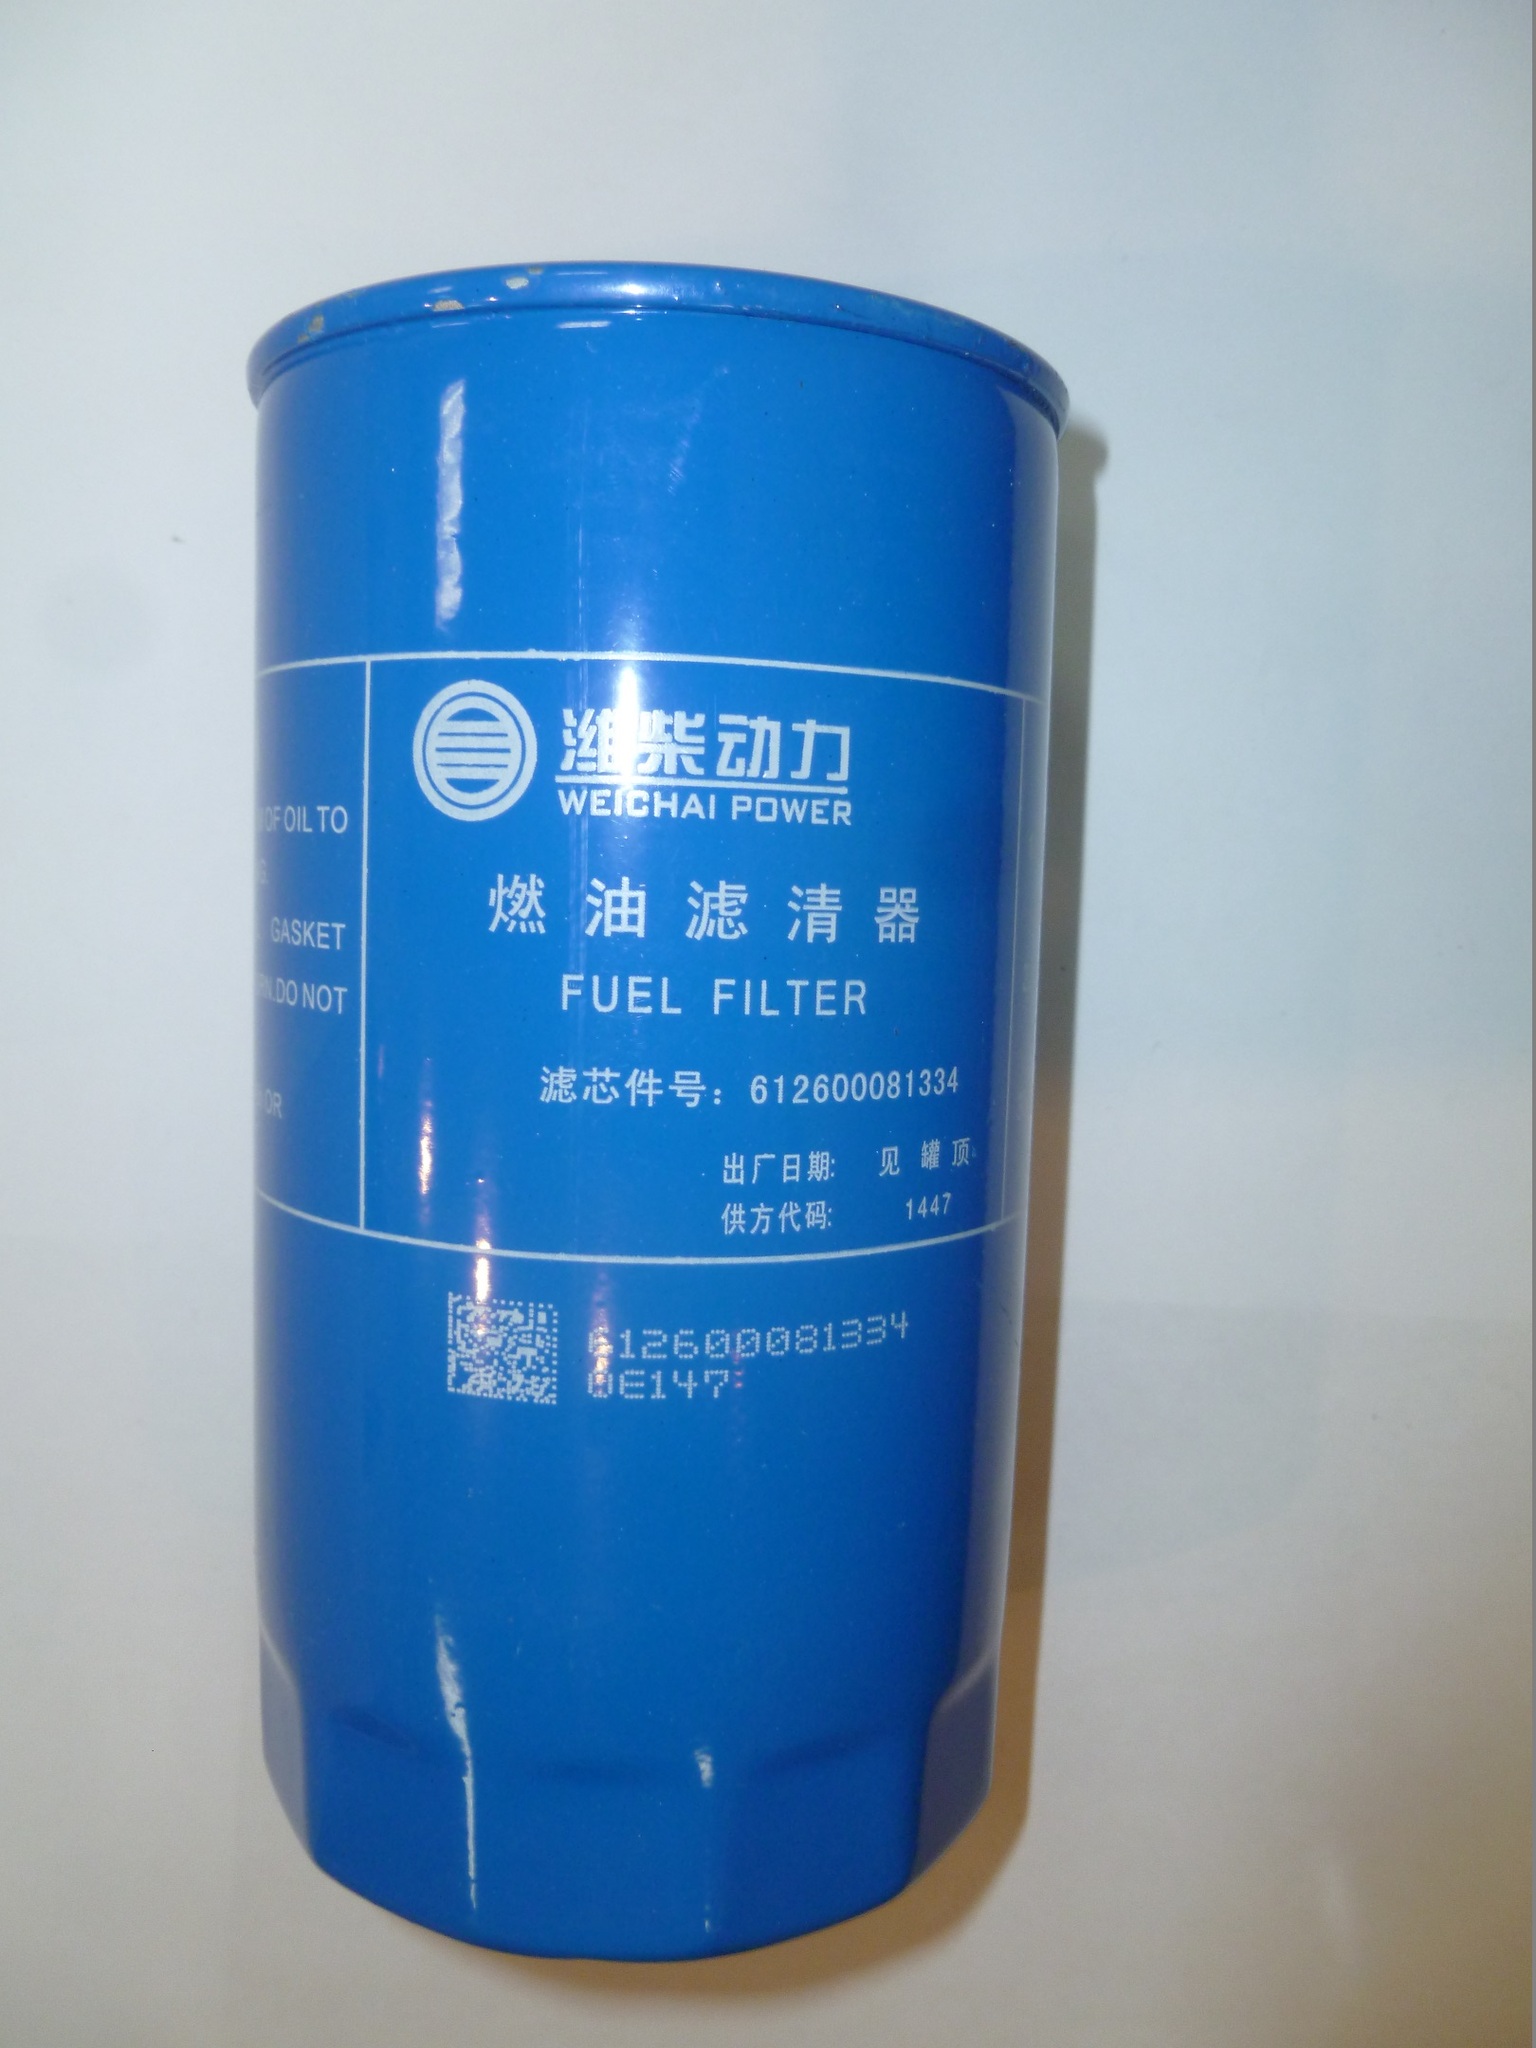 OF OIL TO
GASKET
DO NOT
OR
潍柴动力
WEICHAI POWER
燃油滤清器
FUEL FILTER
滤芯件号：612600081334
出厂日期: 见罐顶
供方代码: 1447
612600081334
0E147